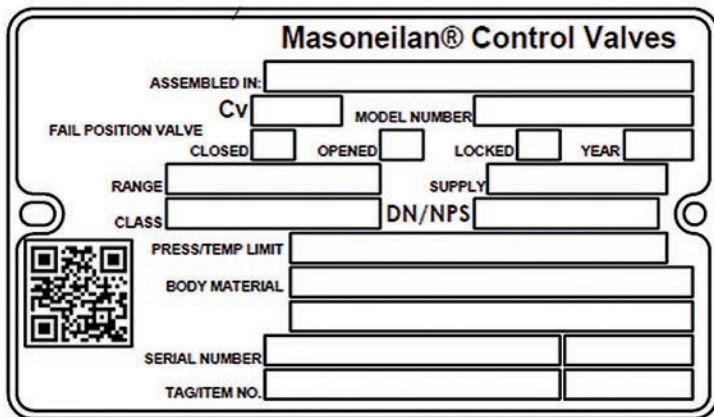 Masoneilan® Control Valves
ASSEMBLED IN:
Cv MODEL NUMBER
FAIL POSITION VALVE
CLOSED OPENED LOCKED YEAR
RANGE SUPPLY
CLASS DN/NPS
PRESS/TEMP LIMIT
BODY MATERIAL
SERIAL NUMBER
TAG/ITEM NO.